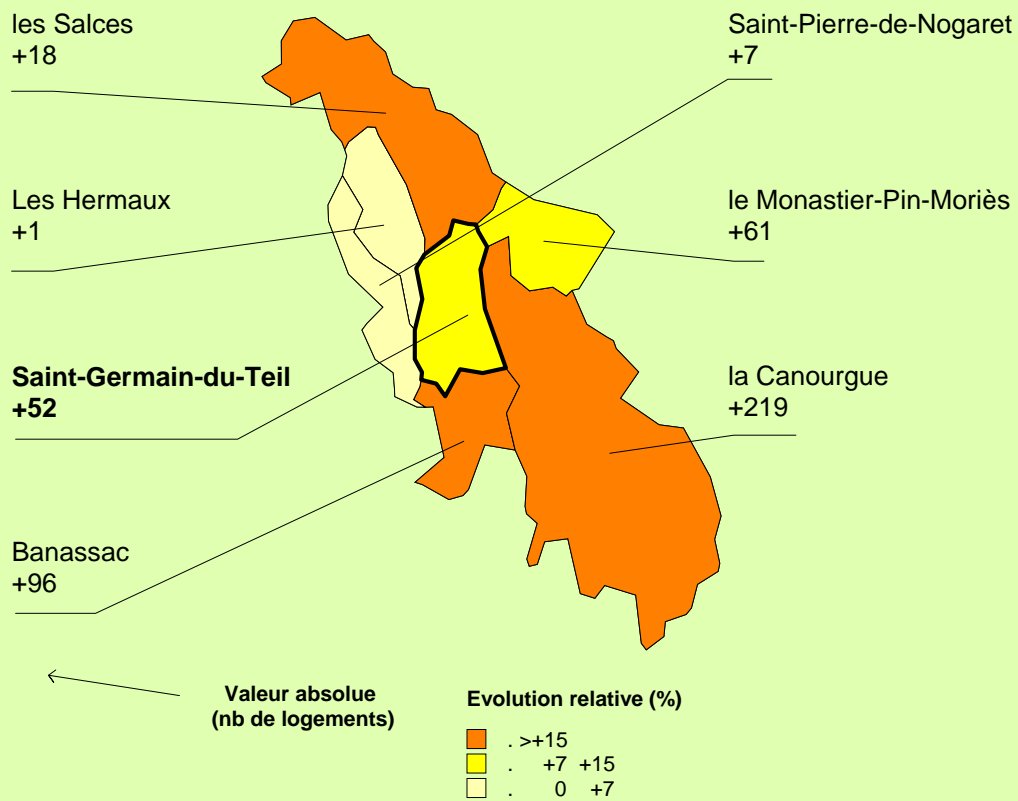 les Salces
+18
Saint-Pierre-de-Nogaret
+7
Les Hermaux
+1
le Monastier-Pin-Moriès
+61
Saint-Germain-du-Teil
+52
la Canourgue
+219
Banassac
+96
Valeur absolue
(nb de logements)
Evolution relative (%)
. >+15
. +7 +15
. 0 +7